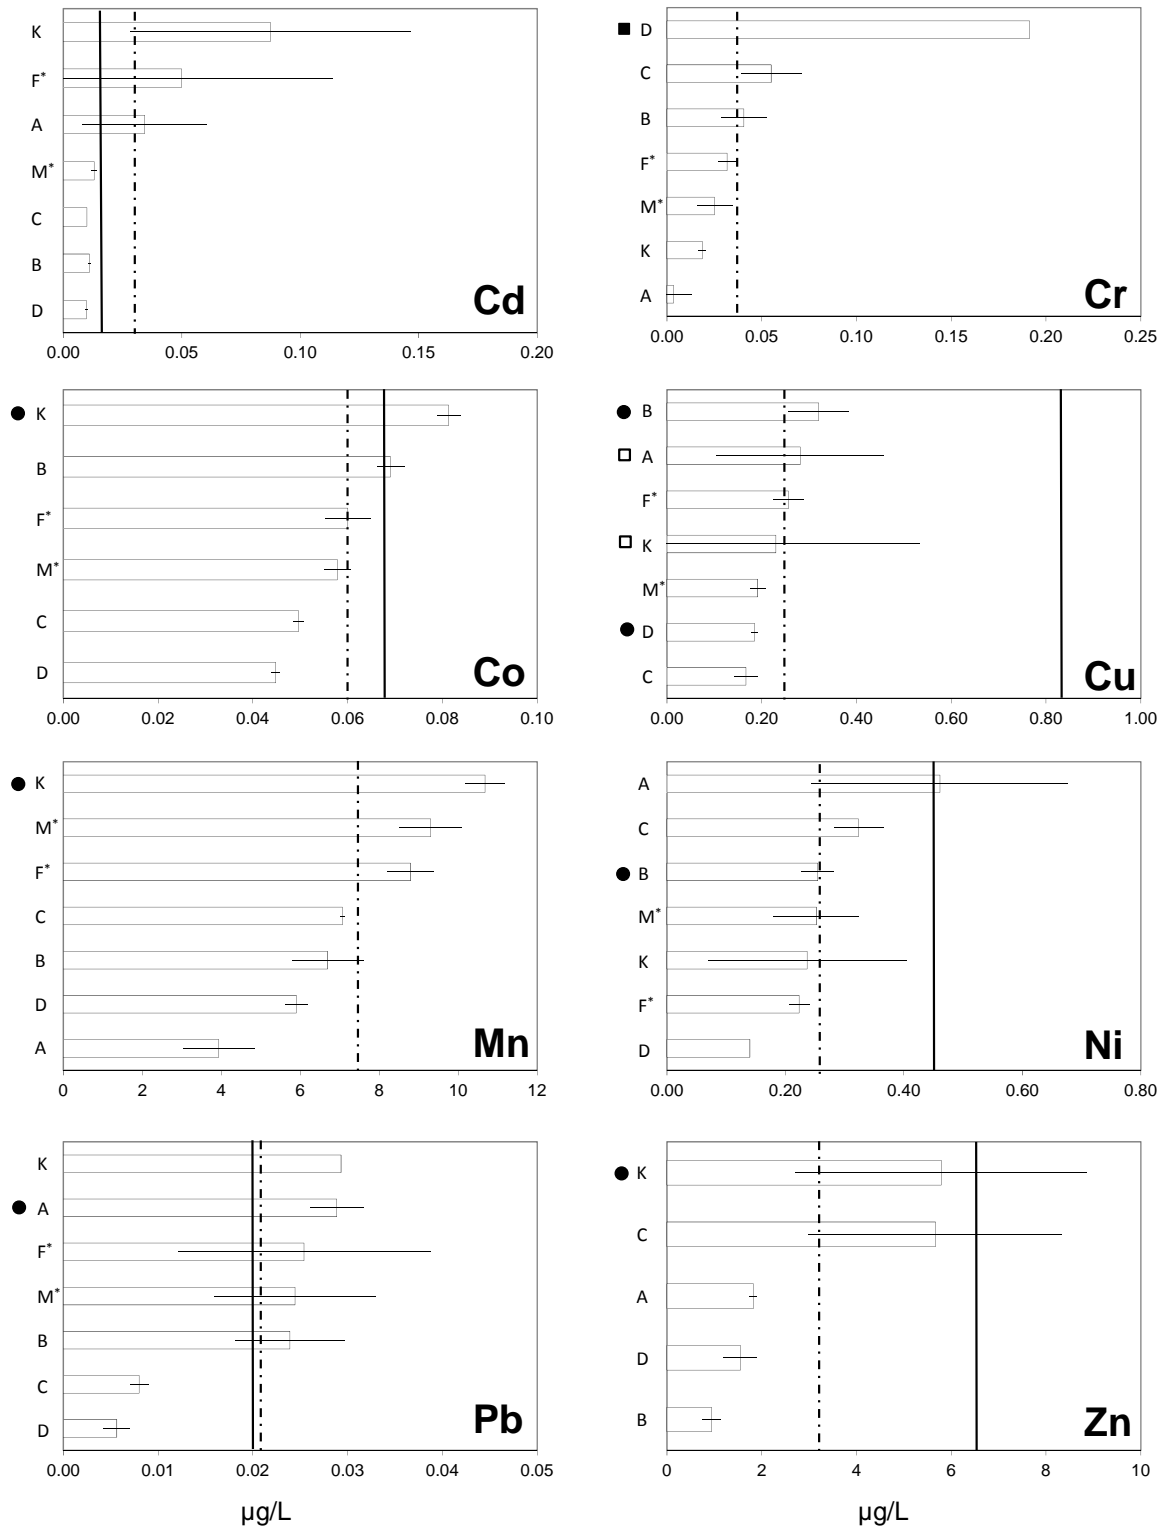 K
F*
A
M*
C
B
D
Cd
0.00 0.05 0.10 0.15 0.20
D
C
B
F*
M*
K
A
Cr
0.00 0.05 0.10 0.15 0.20 0.25
K
B
F*
M*
C
D
Co
0.00 0.02 0.04 0.06 0.08 0.10
B
A
F*
K
M*
D
C
Cu
0.00 0.20 0.40 0.60 0.80 1.00
K
M*
F*
C
B
D
A
Mn
0 2 4 6 8 10 12
A
C
B
M*
K
F*
D
Ni
0.00 0.20 0.40 0.60 0.80
K
A
F*
M*
B
C
D
Pb
0.00 0.01 0.02 0.03 0.04 0.05
µg/L
K
C
A
D
B
Zn
0 2 4 6 8 10
µg/L